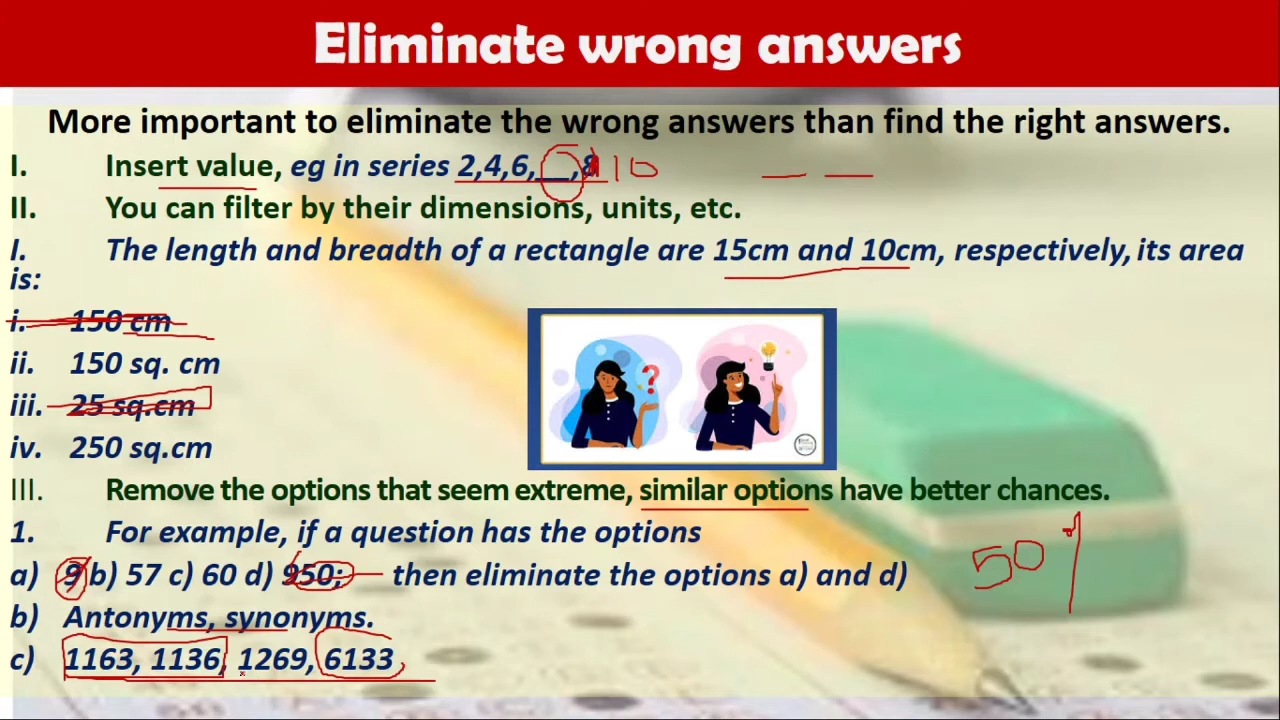 Eliminate wrong answers
More important to eliminate the wrong answers than find the right answers.
I. Insert value, eg in series 2,4,6,__,8 10
II. You can filter by their dimensions, units, etc.
I. The length and breadth of a rectangle are 15cm and 10cm, respectively, its area
is:
i. 150 cm
ii. 150 sq. cm
iii. 25 sq.cm
iv. 250 sq.cm
III. Remove the options that seem extreme, similar options have better chances.
1. For example, if a question has the options
a) 9 b) 57 c) 60 d) 950; then eliminate the options a) and d)
50
b) Antonyms, synonyms.
c) 1163, 1136, 1269, 6133